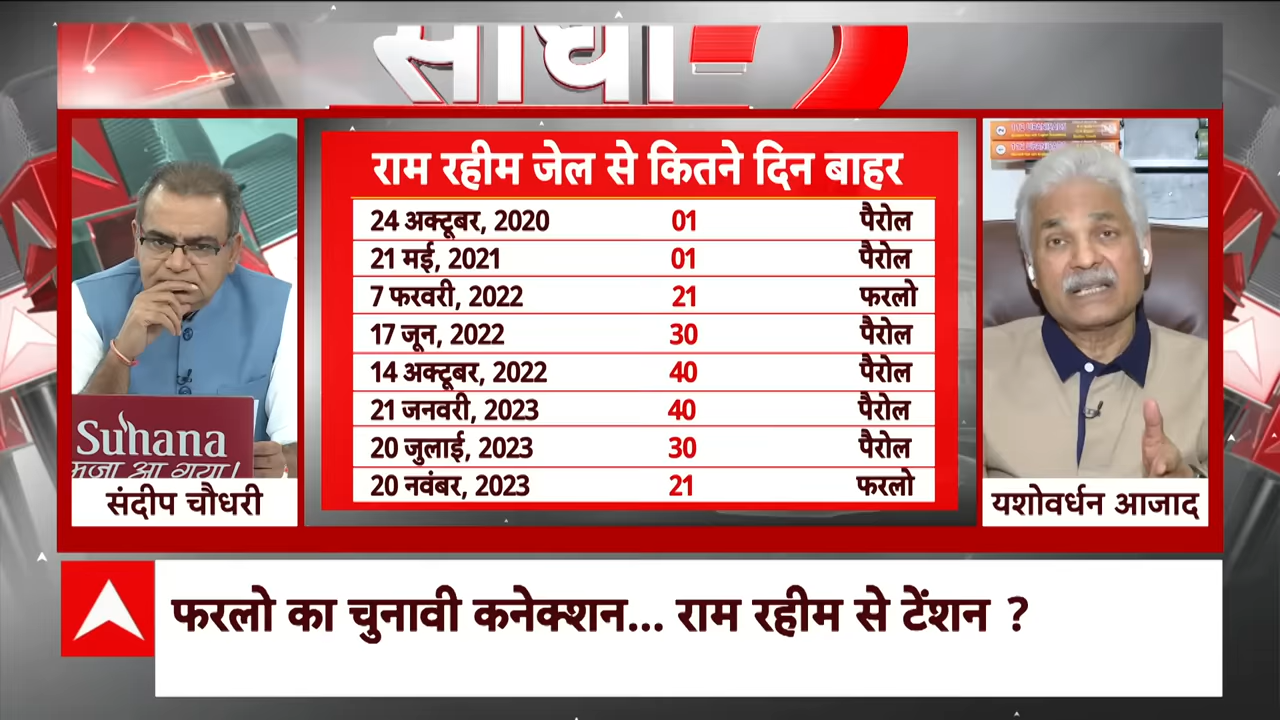 सीधा
राम रहीम जेल से कितने दिन बाहर
24 अक्टूबर, 2020 01 पैरोल
21 मई, 2021 01 पैरोल
7 फरवरी, 2022 21 फरलो
17 जून, 2022 30 पैरोल
14 अक्टूबर, 2022 40 पैरोल
21 जनवरी, 2023 40 पैरोल
20 जुलाई, 2023 30 पैरोल
20 नवंबर, 2023 21 फरलो
Suhana
मज़ा आ गया!
संदीप चौधरी
112 UPANISADS
यशोवर्धन आजाद
फरलो का चुनावी कनेक्शन... राम रहीम से टेंशन ?